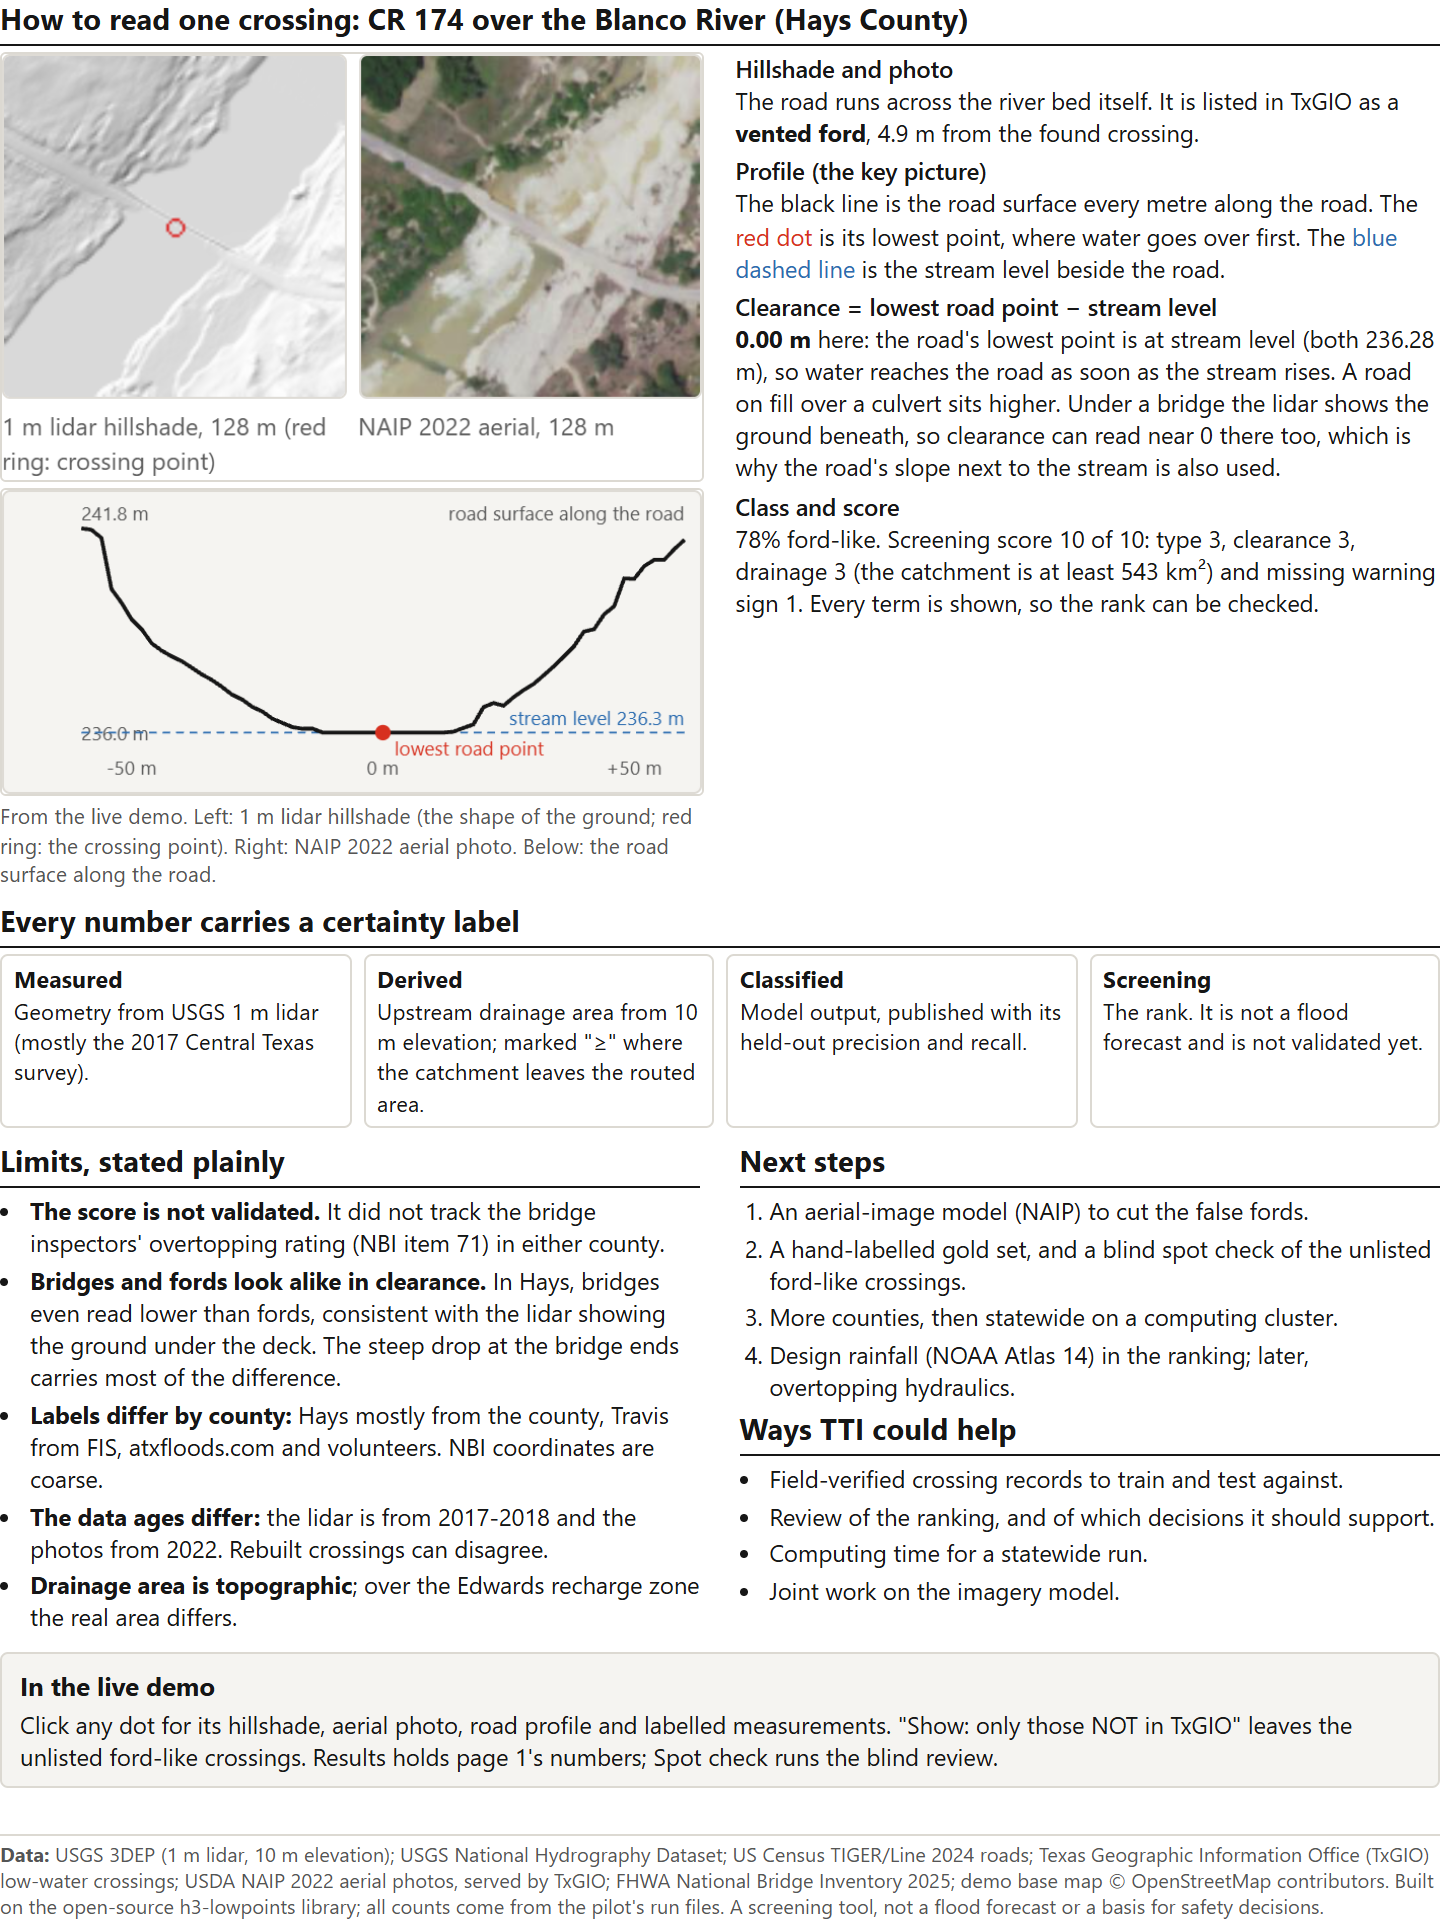 How to read one crossing: CR 174 over the Blanco River (Hays County)
1 m lidar hillshade, 128 m (red
ring: crossing point)
NAIP 2022 aerial, 128 m
241.8 m
road surface along the road
stream level 236.3 m
236.0 m
lowest road point
-50 m
0 m
+50 m
From the live demo. Left: 1 m lidar hillshade (the shape of the ground; red
ring: the crossing point). Right: NAIP 2022 aerial photo. Below: the road
surface along the road.
Hillshade and photo
The road runs across the river bed itself. It is listed in TxGIO as a
vented ford, 4.9 m from the found crossing.
Profile (the key picture)
The black line is the road surface every metre along the road. The
red dot is its lowest point, where water goes over first. The blue
dashed line is the stream level beside the road.
Clearance = lowest road point − stream level
0.00 m here: the road's lowest point is at stream level (both 236.28
m), so water reaches the road as soon as the stream rises. A road
on fill over a culvert sits higher. Under a bridge the lidar shows the
ground beneath, so clearance can read near 0 there too, which is
why the road's slope next to the stream is also used.
Class and score
78% ford-like. Screening score 10 of 10: type 3, clearance 3,
drainage 3 (the catchment is at least 543 km²) and missing warning
sign 1. Every term is shown, so the rank can be checked.
Every number carries a certainty label
Measured
Geometry from USGS 1 m lidar
(mostly the 2017 Central Texas
survey).
Derived
Upstream drainage area from 10
m elevation; marked "≥" where
the catchment leaves the routed
area.
Classified
Model output, published with its
held-out precision and recall.
Screening
The rank. It is not a flood
forecast and is not validated yet.
Limits, stated plainly
• The score is not validated. It did not track the bridge
inspectors' overtopping rating (NBI item 71) in either county.
• Bridges and fords look alike in clearance. In Hays, bridges
even read lower than fords, consistent with the lidar showing
the ground under the deck. The steep drop at the bridge ends
carries most of the difference.
• Labels differ by county: Hays mostly from the county, Travis
from FIS, atxfloods.com and volunteers. NBI coordinates are
coarse.
• The data ages differ: the lidar is from 2017-2018 and the
photos from 2022. Rebuilt crossings can disagree.
• Drainage area is topographic; over the Edwards recharge zone
the real area differs.
Next steps
1. An aerial-image model (NAIP) to cut the false fords.
2. A hand-labelled gold set, and a blind spot check of the unlisted
ford-like crossings.
3. More counties, then statewide on a computing cluster.
4. Design rainfall (NOAA Atlas 14) in the ranking; later,
overtopping hydraulics.
Ways TTI could help
• Field-verified crossing records to train and test against.
• Review of the ranking, and of which decisions it should support.
• Computing time for a statewide run.
• Joint work on the imagery model.
In the live demo
Click any dot for its hillshade, aerial photo, road profile and labelled measurements. "Show: only those NOT in TxGIO" leaves the
unlisted ford-like crossings. Results holds page 1's numbers; Spot check runs the blind review.
Data: USGS 3DEP (1 m lidar, 10 m elevation); USGS National Hydrography Dataset; US Census TIGER/Line 2024 roads; Texas Geographic Information Office (TxGIO)
low-water crossings; USDA NAIP 2022 aerial photos, served by TxGIO; FHWA National Bridge Inventory 2025; demo base map © OpenStreetMap contributors. Built
on the open-source h3-lowpoints library; all counts come from the pilot's run files. A screening tool, not a flood forecast or a basis for safety decisions.